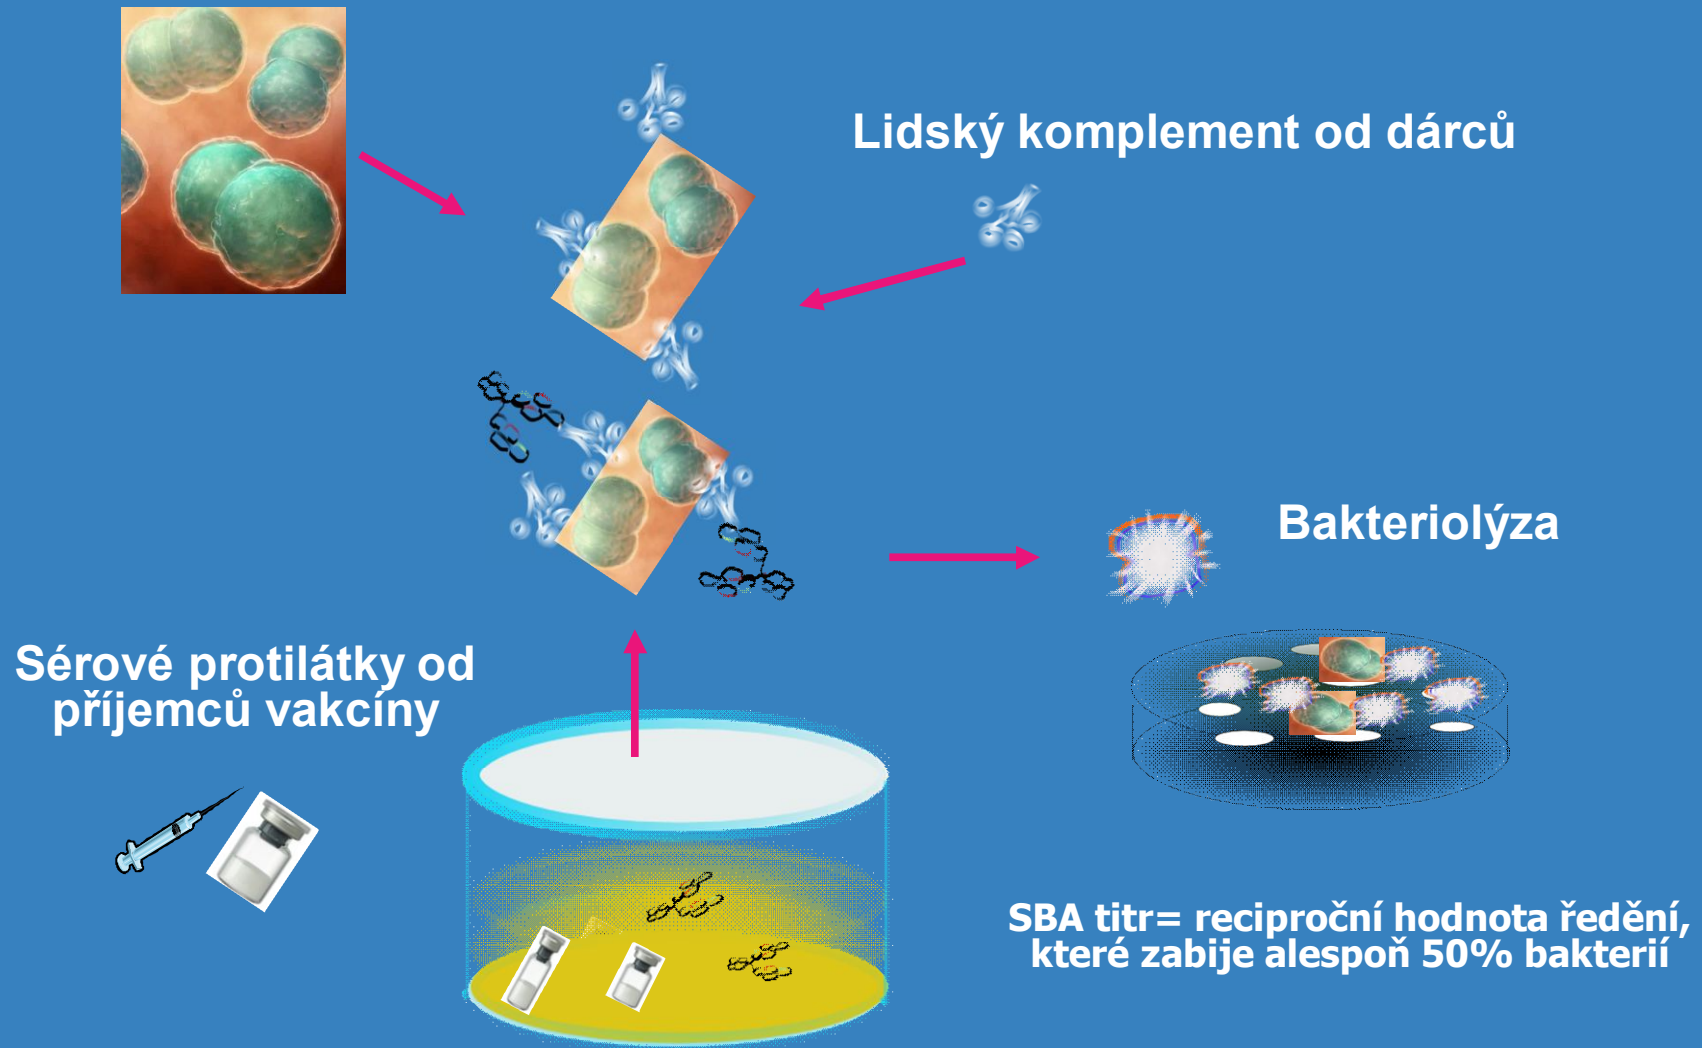 Lidský komplement od dárců
Bakteriolýza
Sérové protilátky od
příjemců vakcíny
SBA titr= reciproční hodnota ředění,
které zabije alespoň 50% bakterií